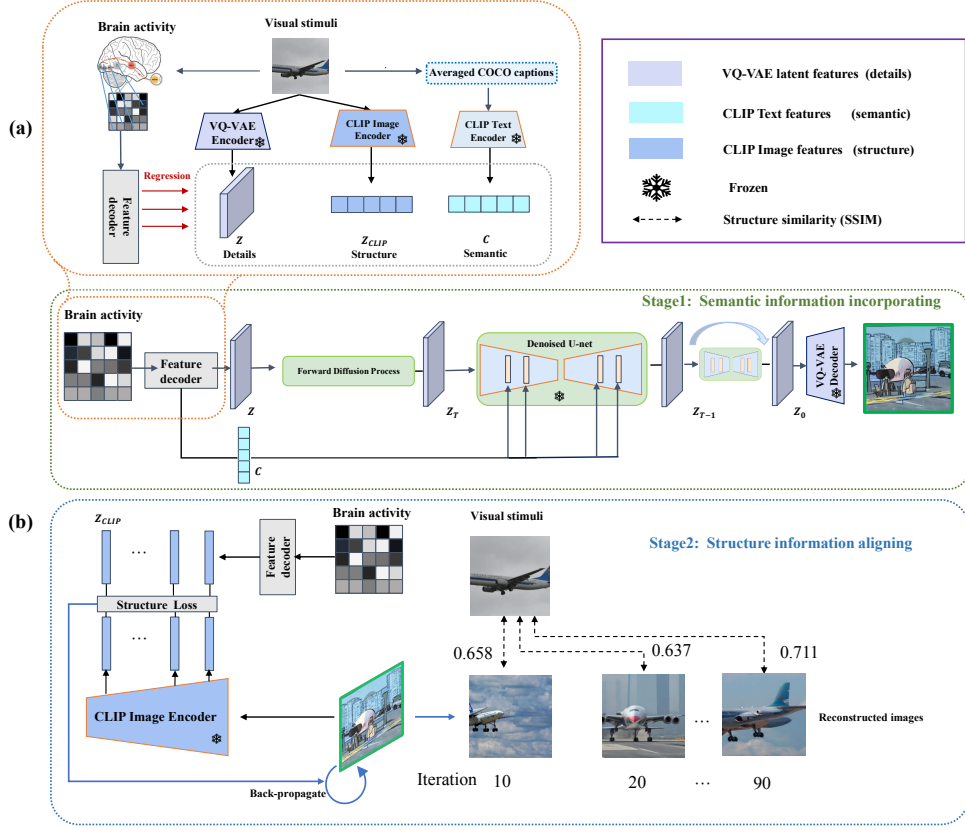 (a)
Brain activity
Visual stimuli
Averaged COCO captions
VQ-VAE
Encoder
CLIP Image
Encoder
CLIP Text
Encoder
Feature
decoder
Regression
Z
Details
Z_CLIP
Structure
C
Semantic
VQ-VAE latent features (details)
CLIP Text features (semantic)
CLIP Image features (structure)
Frozen
Structure similarity (SSIM)
Stage1: Semantic information incorporating
Brain activity
Feature
decoder
Z
Forward Diffusion Process
Z_T
Denoised U-net
Z_{T-1}
Z_0
VQ-VAE
Decoder
C
(b)
Stage2: Structure information aligning
Z_CLIP
...
Feature
decoder
Brain activity
Structure Loss
...
CLIP Image Encoder
Back-propagate
Visual stimuli
0.658
0.637
0.711
...
Reconstructed images
Iteration 10 20 ... 90